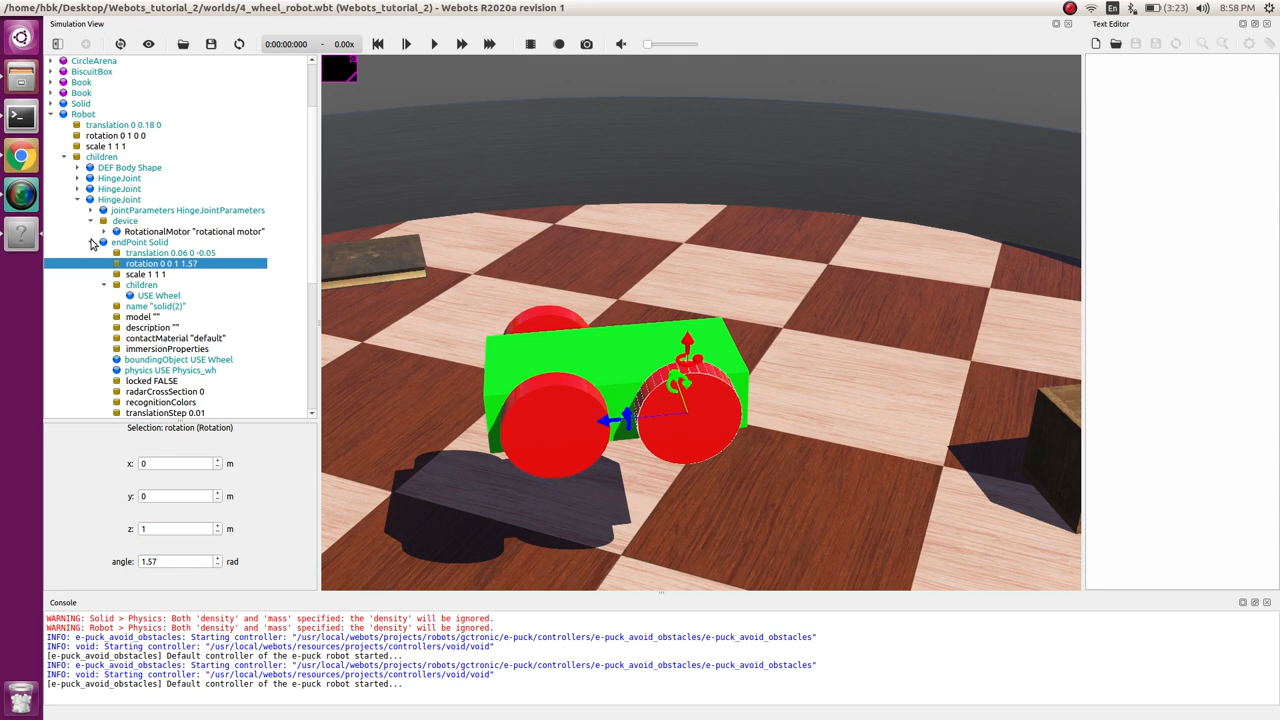 /home/hbk/Desktop/Webots_tutorial_2/worlds/4_wheel_robot.wbt (Webots_tutorial_2) - Webots R2020a revision 1
En
(3:23)
8:58 PM
Simulation View
Text Editor
0:00:00:000 - 0.00x
CircleArena
BiscuitBox
Book
Book
Solid
Robot
translation 0 0.18 0
rotation 0 1 0 0
scale 1 1 1
children
DEF Body Shape
HingeJoint
HingeJoint
HingeJoint
jointParameters HingeJointParameters
device
RotationalMotor "rotational motor"
endPoint Solid
translation 0.06 0 -0.05
rotation 0 0 1 1.57
scale 1 1 1
children
USE Wheel
name "solid(2)"
model ""
description ""
contactMaterial "default"
immersionProperties
boundingObject USE Wheel
physics USE Physics_wh
locked FALSE
radarCrossSection 0
recognitionColors
translationStep 0.01
Selection: rotation (Rotation)
x: 0 m
y: 0 m
z: 1 m
angle: 1.57 rad
Console
WARNING: Solid > Physics: Both 'density' and 'mass' specified: the 'density' will be ignored.
WARNING: Robot > Physics: Both 'density' and 'mass' specified: the 'density' will be ignored.
INFO: e-puck_avoid_obstacles: Starting controller: "/usr/local/webots/projects/robots/gctronic/e-puck/controllers/e-puck_avoid_obstacles/e-puck_avoid_obstacles"
INFO: void: Starting controller: "/usr/local/webots/resources/projects/controllers/void/void"
[e-puck_avoid_obstacles] Default controller of the e-puck robot started...
INFO: e-puck_avoid_obstacles: Starting controller: "/usr/local/webots/projects/robots/gctronic/e-puck/controllers/e-puck_avoid_obstacles/e-puck_avoid_obstacles"
INFO: void: Starting controller: "/usr/local/webots/resources/projects/controllers/void/void"
[e-puck_avoid_obstacles] Default controller of the e-puck robot started...